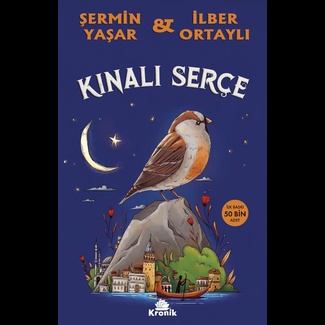 ŞERMİN & İLBER
YAŞAR ORTAYLI
KINALI SERÇE
İLK BASKI
50 BİN
ADET
Kronik